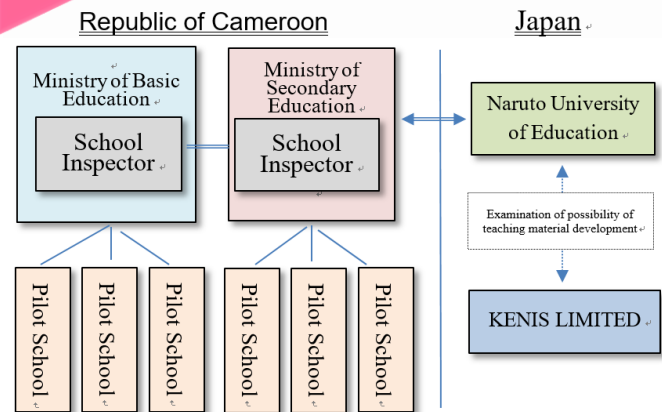 Republic of Cameroon
Japan
Ministry of Basic
Education
School
Inspector
Ministry of
Secondary
Education
School
Inspector
Naruto University
of Education
Examination of possibility of
teaching material development
KENIS LIMITED
Pilot School
Pilot School
Pilot School
Pilot School
Pilot School
Pilot School